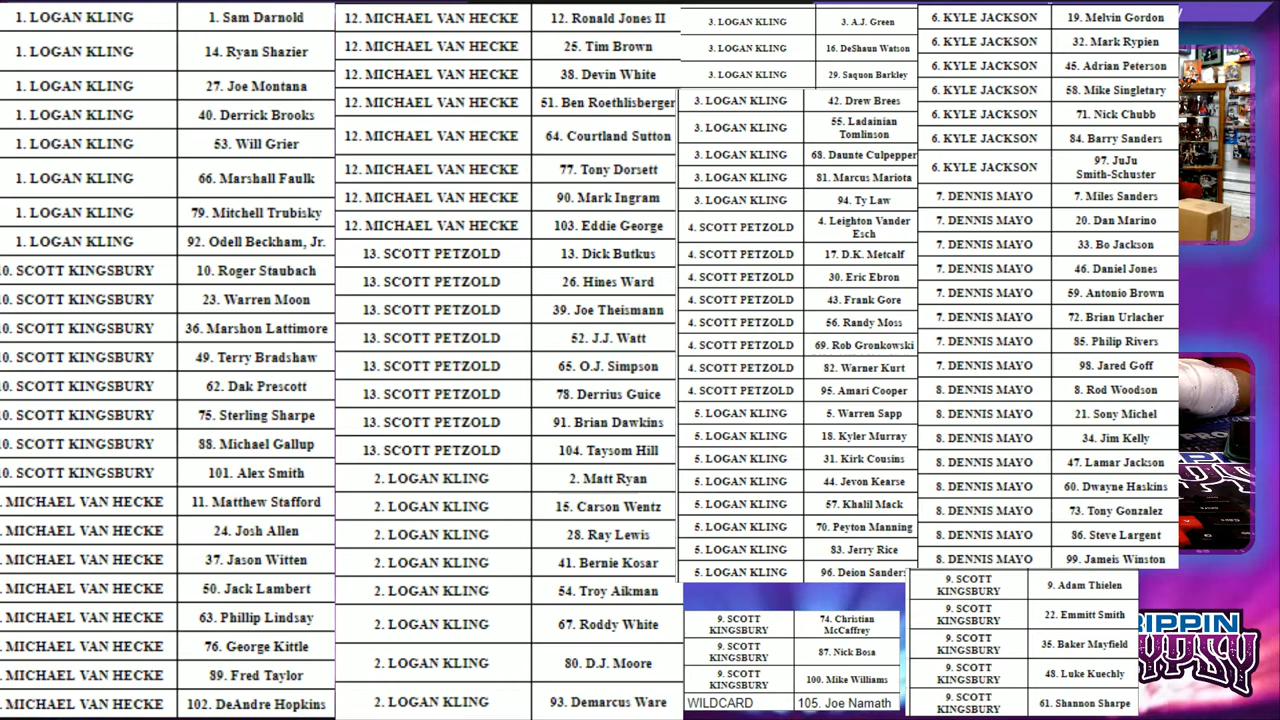 1. LOGAN KLING 1. Sam Darnold
1. LOGAN KLING 14. Ryan Shazier
1. LOGAN KLING 27. Joe Montana
1. LOGAN KLING 40. Derrick Brooks
1. LOGAN KLING 53. Will Grier
1. LOGAN KLING 66. Marshall Faulk
1. LOGAN KLING 79. Mitchell Trubisky
1. LOGAN KLING 92. Odell Beckham, Jr.
0. SCOTT KINGSBURY 10. Roger Staubach
0. SCOTT KINGSBURY 23. Warren Moon
0. SCOTT KINGSBURY 36. Marshon Lattimore
0. SCOTT KINGSBURY 49. Terry Bradshaw
0. SCOTT KINGSBURY 62. Dak Prescott
0. SCOTT KINGSBURY 75. Sterling Sharpe
0. SCOTT KINGSBURY 88. Michael Gallup
0. SCOTT KINGSBURY 101. Alex Smith
. MICHAEL VAN HECKE 11. Matthew Stafford
. MICHAEL VAN HECKE 24. Josh Allen
. MICHAEL VAN HECKE 37. Jason Witten
. MICHAEL VAN HECKE 50. Jack Lambert
. MICHAEL VAN HECKE 63. Phillip Lindsay
. MICHAEL VAN HECKE 76. George Kittle
. MICHAEL VAN HECKE 89. Fred Taylor
. MICHAEL VAN HECKE 102. DeAndre Hopkins
12. MICHAEL VAN HECKE 12. Ronald Jones II
12. MICHAEL VAN HECKE 25. Tim Brown
12. MICHAEL VAN HECKE 38. Devin White
12. MICHAEL VAN HECKE 51. Ben Roethlisberger
12. MICHAEL VAN HECKE 64. Courtland Sutton
12. MICHAEL VAN HECKE 77. Tony Dorsett
12. MICHAEL VAN HECKE 90. Mark Ingram
12. MICHAEL VAN HECKE 103. Eddie George
13. SCOTT PETZOLD 13. Dick Butkus
13. SCOTT PETZOLD 26. Hines Ward
13. SCOTT PETZOLD 39. Joe Theismann
13. SCOTT PETZOLD 52. J.J. Watt
13. SCOTT PETZOLD 65. O.J. Simpson
13. SCOTT PETZOLD 78. Derrius Guice
13. SCOTT PETZOLD 91. Brian Dawkins
13. SCOTT PETZOLD 104. Taysom Hill
2. LOGAN KLING 2. Matt Ryan
2. LOGAN KLING 15. Carson Wentz
2. LOGAN KLING 28. Ray Lewis
2. LOGAN KLING 41. Bernie Kosar
2. LOGAN KLING 54. Troy Aikman
2. LOGAN KLING 67. Roddy White
2. LOGAN KLING 80. D.J. Moore
2. LOGAN KLING 93. Demarcus Ware
3. LOGAN KLING 3. A.J. Green
3. LOGAN KLING 16. DeShaun Watson
3. LOGAN KLING 29. Saquon Barkley
3. LOGAN KLING 42. Drew Brees
3. LOGAN KLING 55. Ladainian
Tomlinson
3. LOGAN KLING 68. Daunte Culpepper
3. LOGAN KLING 81. Marcus Mariota
3. LOGAN KLING 94. Ty Law
4. SCOTT PETZOLD 4. Leighton Vander
Esch
4. SCOTT PETZOLD 17. D.K. Metcalf
4. SCOTT PETZOLD 30. Eric Ebron
4. SCOTT PETZOLD 43. Frank Gore
4. SCOTT PETZOLD 56. Randy Moss
4. SCOTT PETZOLD 69. Rob Gronkowski
4. SCOTT PETZOLD 82. Warner Kurt
4. SCOTT PETZOLD 95. Amari Cooper
5. LOGAN KLING 5. Warren Sapp
5. LOGAN KLING 18. Kyler Murray
5. LOGAN KLING 31. Kirk Cousins
5. LOGAN KLING 44. Jevon Kearse
5. LOGAN KLING 57. Khalil Mack
5. LOGAN KLING 70. Peyton Manning
5. LOGAN KLING 83. Jerry Rice
5. LOGAN KLING 96. Deion Sanders
9. SCOTT
KINGSBURY 74. Christian
McCaffrey
9. SCOTT
KINGSBURY 87. Nick Bosa
9. SCOTT
KINGSBURY 100. Mike Williams
WILDCARD 105. Joe Namath
6. KYLE JACKSON 19. Melvin Gordon
6. KYLE JACKSON 32. Mark Rypien
6. KYLE JACKSON 45. Adrian Peterson
6. KYLE JACKSON 58. Mike Singletary
6. KYLE JACKSON 71. Nick Chubb
6. KYLE JACKSON 84. Barry Sanders
6. KYLE JACKSON 97. JuJu
Smith-Schuster
7. DENNIS MAYO 7. Miles Sanders
7. DENNIS MAYO 20. Dan Marino
7. DENNIS MAYO 33. Bo Jackson
7. DENNIS MAYO 46. Daniel Jones
7. DENNIS MAYO 59. Antonio Brown
7. DENNIS MAYO 72. Brian Urlacher
7. DENNIS MAYO 85. Philip Rivers
7. DENNIS MAYO 98. Jared Goff
8. DENNIS MAYO 8. Rod Woodson
8. DENNIS MAYO 21. Sony Michel
8. DENNIS MAYO 34. Jim Kelly
8. DENNIS MAYO 47. Lamar Jackson
8. DENNIS MAYO 60. Dwayne Haskins
8. DENNIS MAYO 73. Tony Gonzalez
8. DENNIS MAYO 86. Steve Largent
8. DENNIS MAYO 99. Jameis Winston
9. SCOTT
KINGSBURY 9. Adam Thielen
9. SCOTT
KINGSBURY 22. Emmitt Smith
9. SCOTT
KINGSBURY 35. Baker Mayfield
9. SCOTT
KINGSBURY 48. Luke Kuechly
9. SCOTT
KINGSBURY 61. Shannon Sharpe
RIPPIN
YPSY